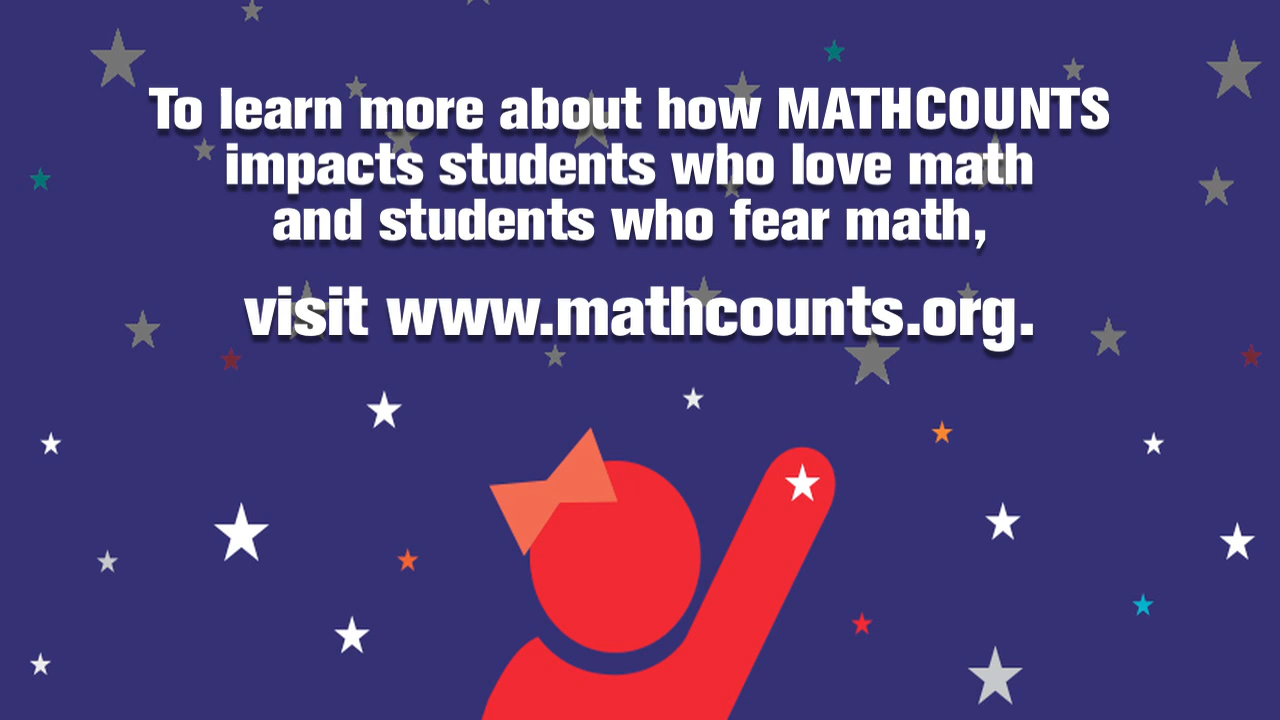 To learn more about how MATHCOUNTS
impacts students who love math
and students who fear math,
visit www.mathcounts.org.